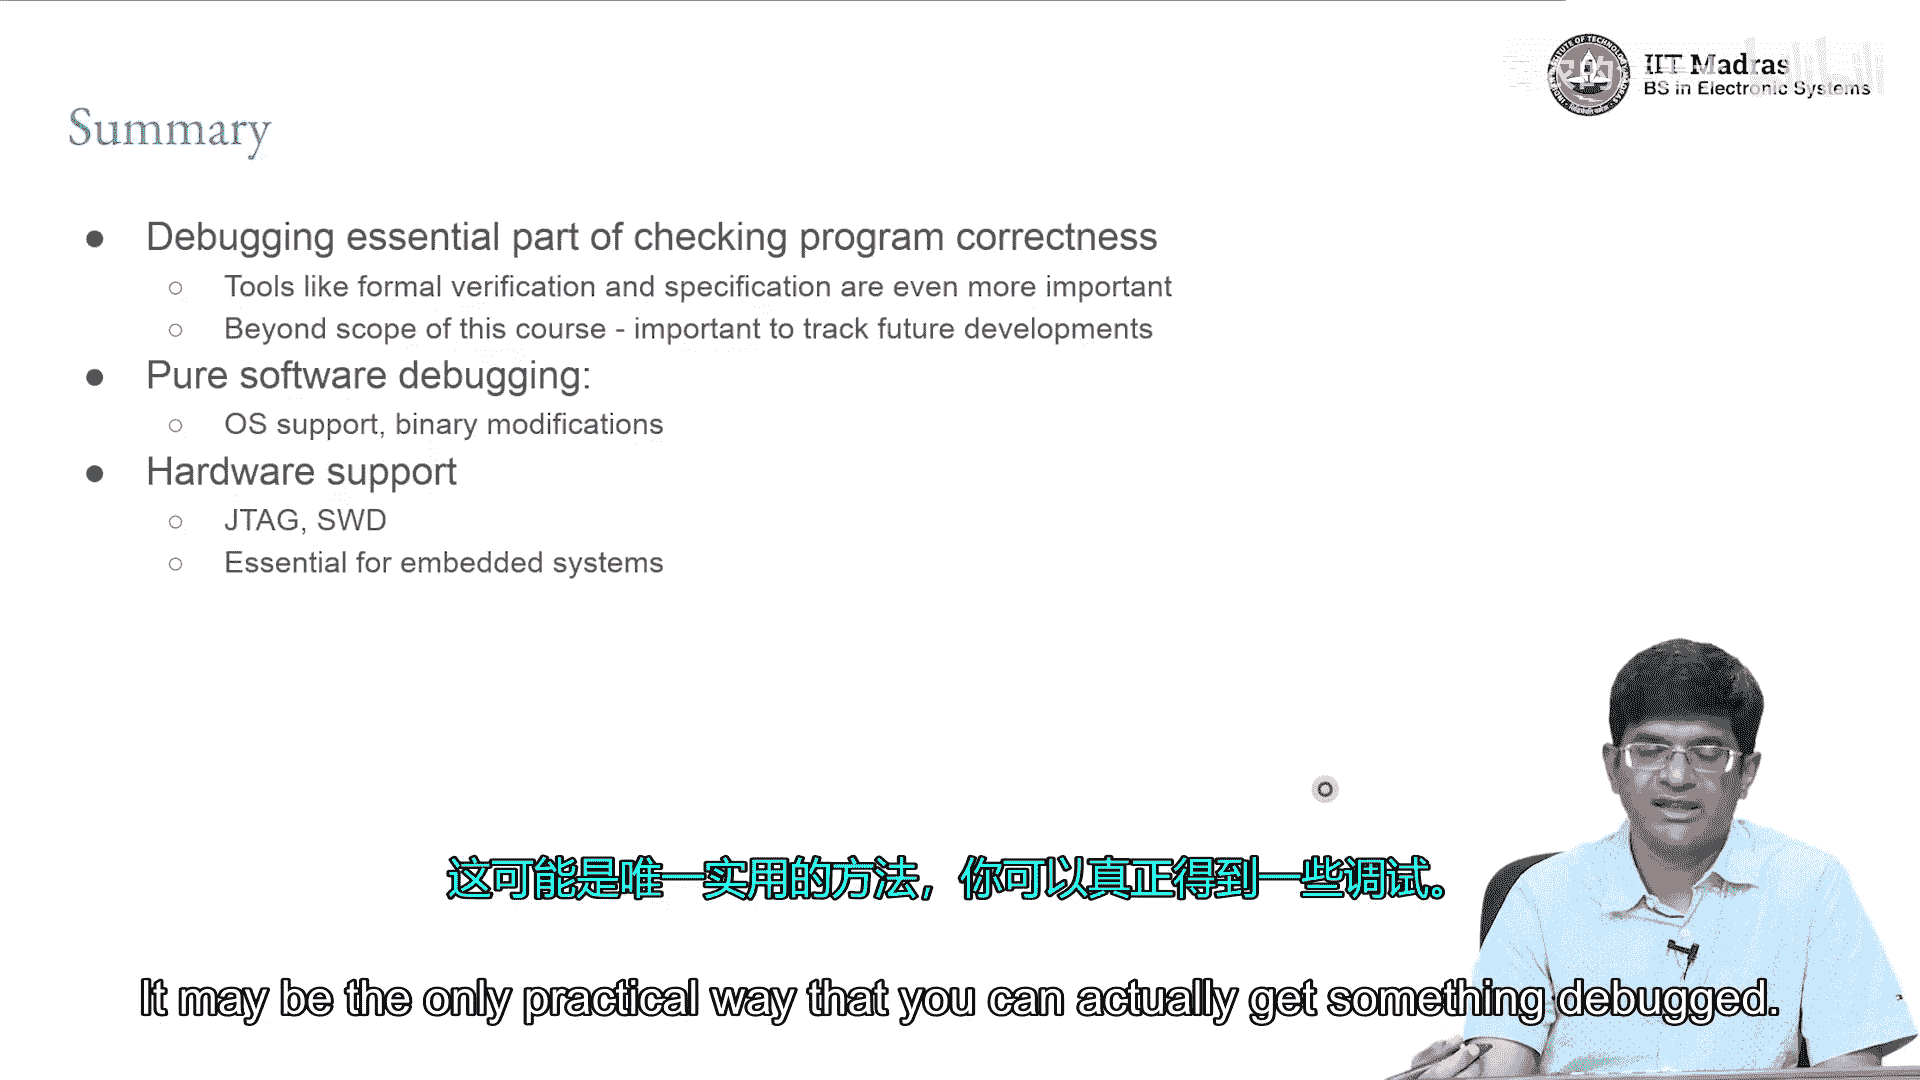 IIT Madras
BS in Electronic Systems
Summary
● Debugging essential part of checking program correctness
○ Tools like formal verification and specification are even more important
○ Beyond scope of this course - important to track future developments
● Pure software debugging:
○ OS support, binary modifications
● Hardware support
○ JTAG, SWD
○ Essential for embedded systems
这可能是唯一实用的方法，你可以真正得到一些调试。
It may be the only practical way that you can actually get something debugged.